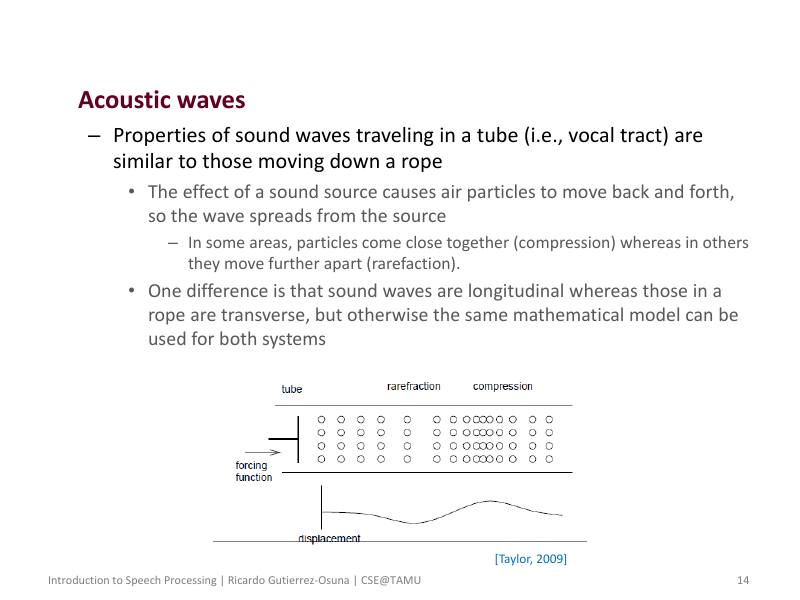 Acoustic waves
– Properties of sound waves traveling in a tube (i.e., vocal tract) are
similar to those moving down a rope
• The effect of a sound source causes air particles to move back and forth,
so the wave spreads from the source
– In some areas, particles come close together (compression) whereas in others
they move further apart (rarefaction).
• One difference is that sound waves are longitudinal whereas those in a
rope are transverse, but otherwise the same mathematical model can be
used for both systems
tube rarefraction compression
forcing
function
displacement
[Taylor, 2009]
Introduction to Speech Processing | Ricardo Gutierrez-Osuna | CSE@TAMU 14